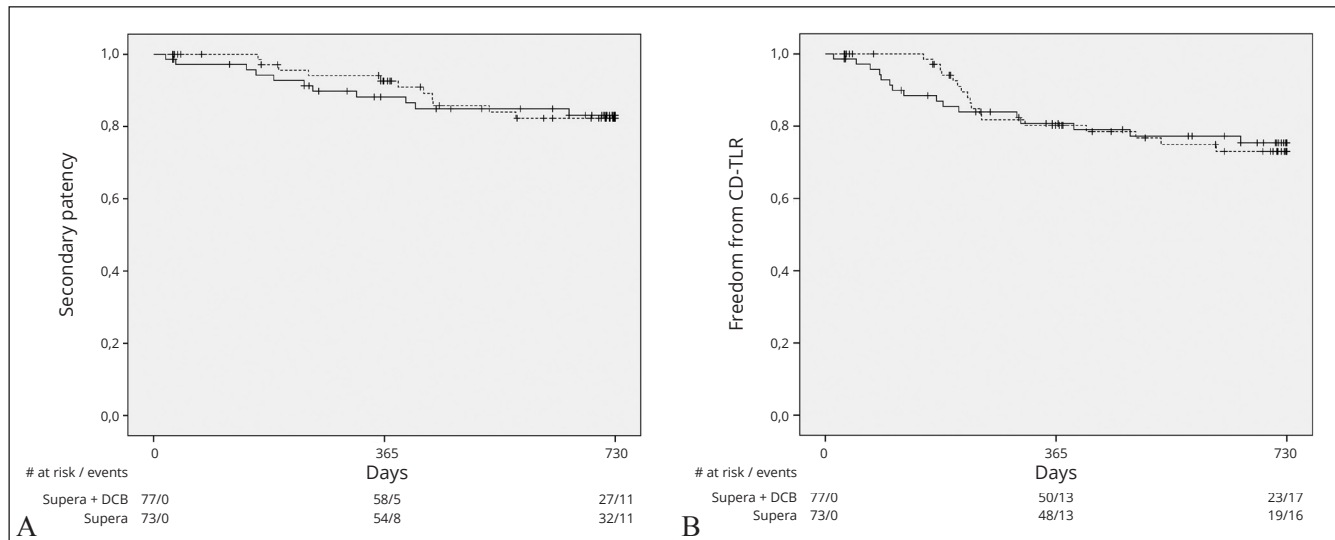 1,0
0,8
0,6
0,4
0,2
0,0
Secondary patency
0 365 730
Days
# at risk / events
Supera + DCB 77/0 58/5 27/11
Supera 73/0 54/8 32/11
A
1,0
0,8
0,6
0,4
0,2
0,0
Freedom from CD-TLR
0 365 730
Days
# at risk / events
Supera + DCB 77/0 50/13 23/17
Supera 73/0 48/13 19/16
B